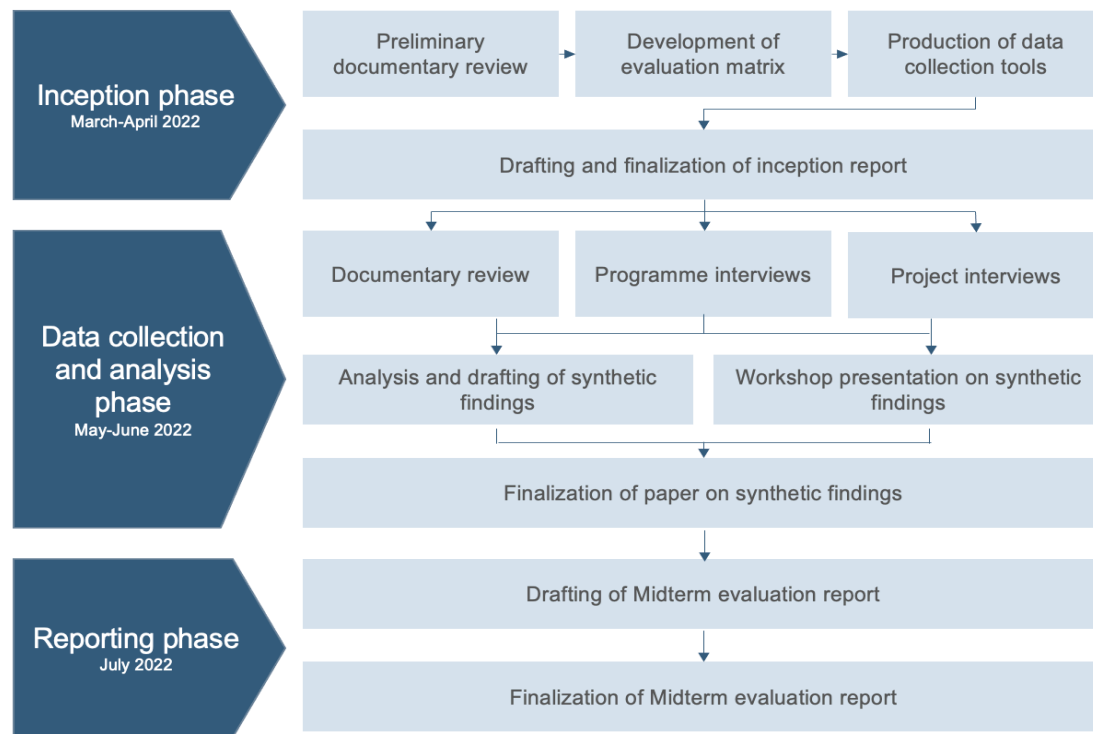 Inception phase
March-April 2022
Preliminary
documentary review
Development of
evaluation matrix
Production of data
collection tools
Drafting and finalization of inception report
Data collection
and analysis
phase
May-June 2022
Documentary review
Programme interviews
Project interviews
Analysis and drafting of synthetic
findings
Workshop presentation on synthetic
findings
Finalization of paper on synthetic findings
Reporting phase
July 2022
Drafting of Midterm evaluation report
Finalization of Midterm evaluation report